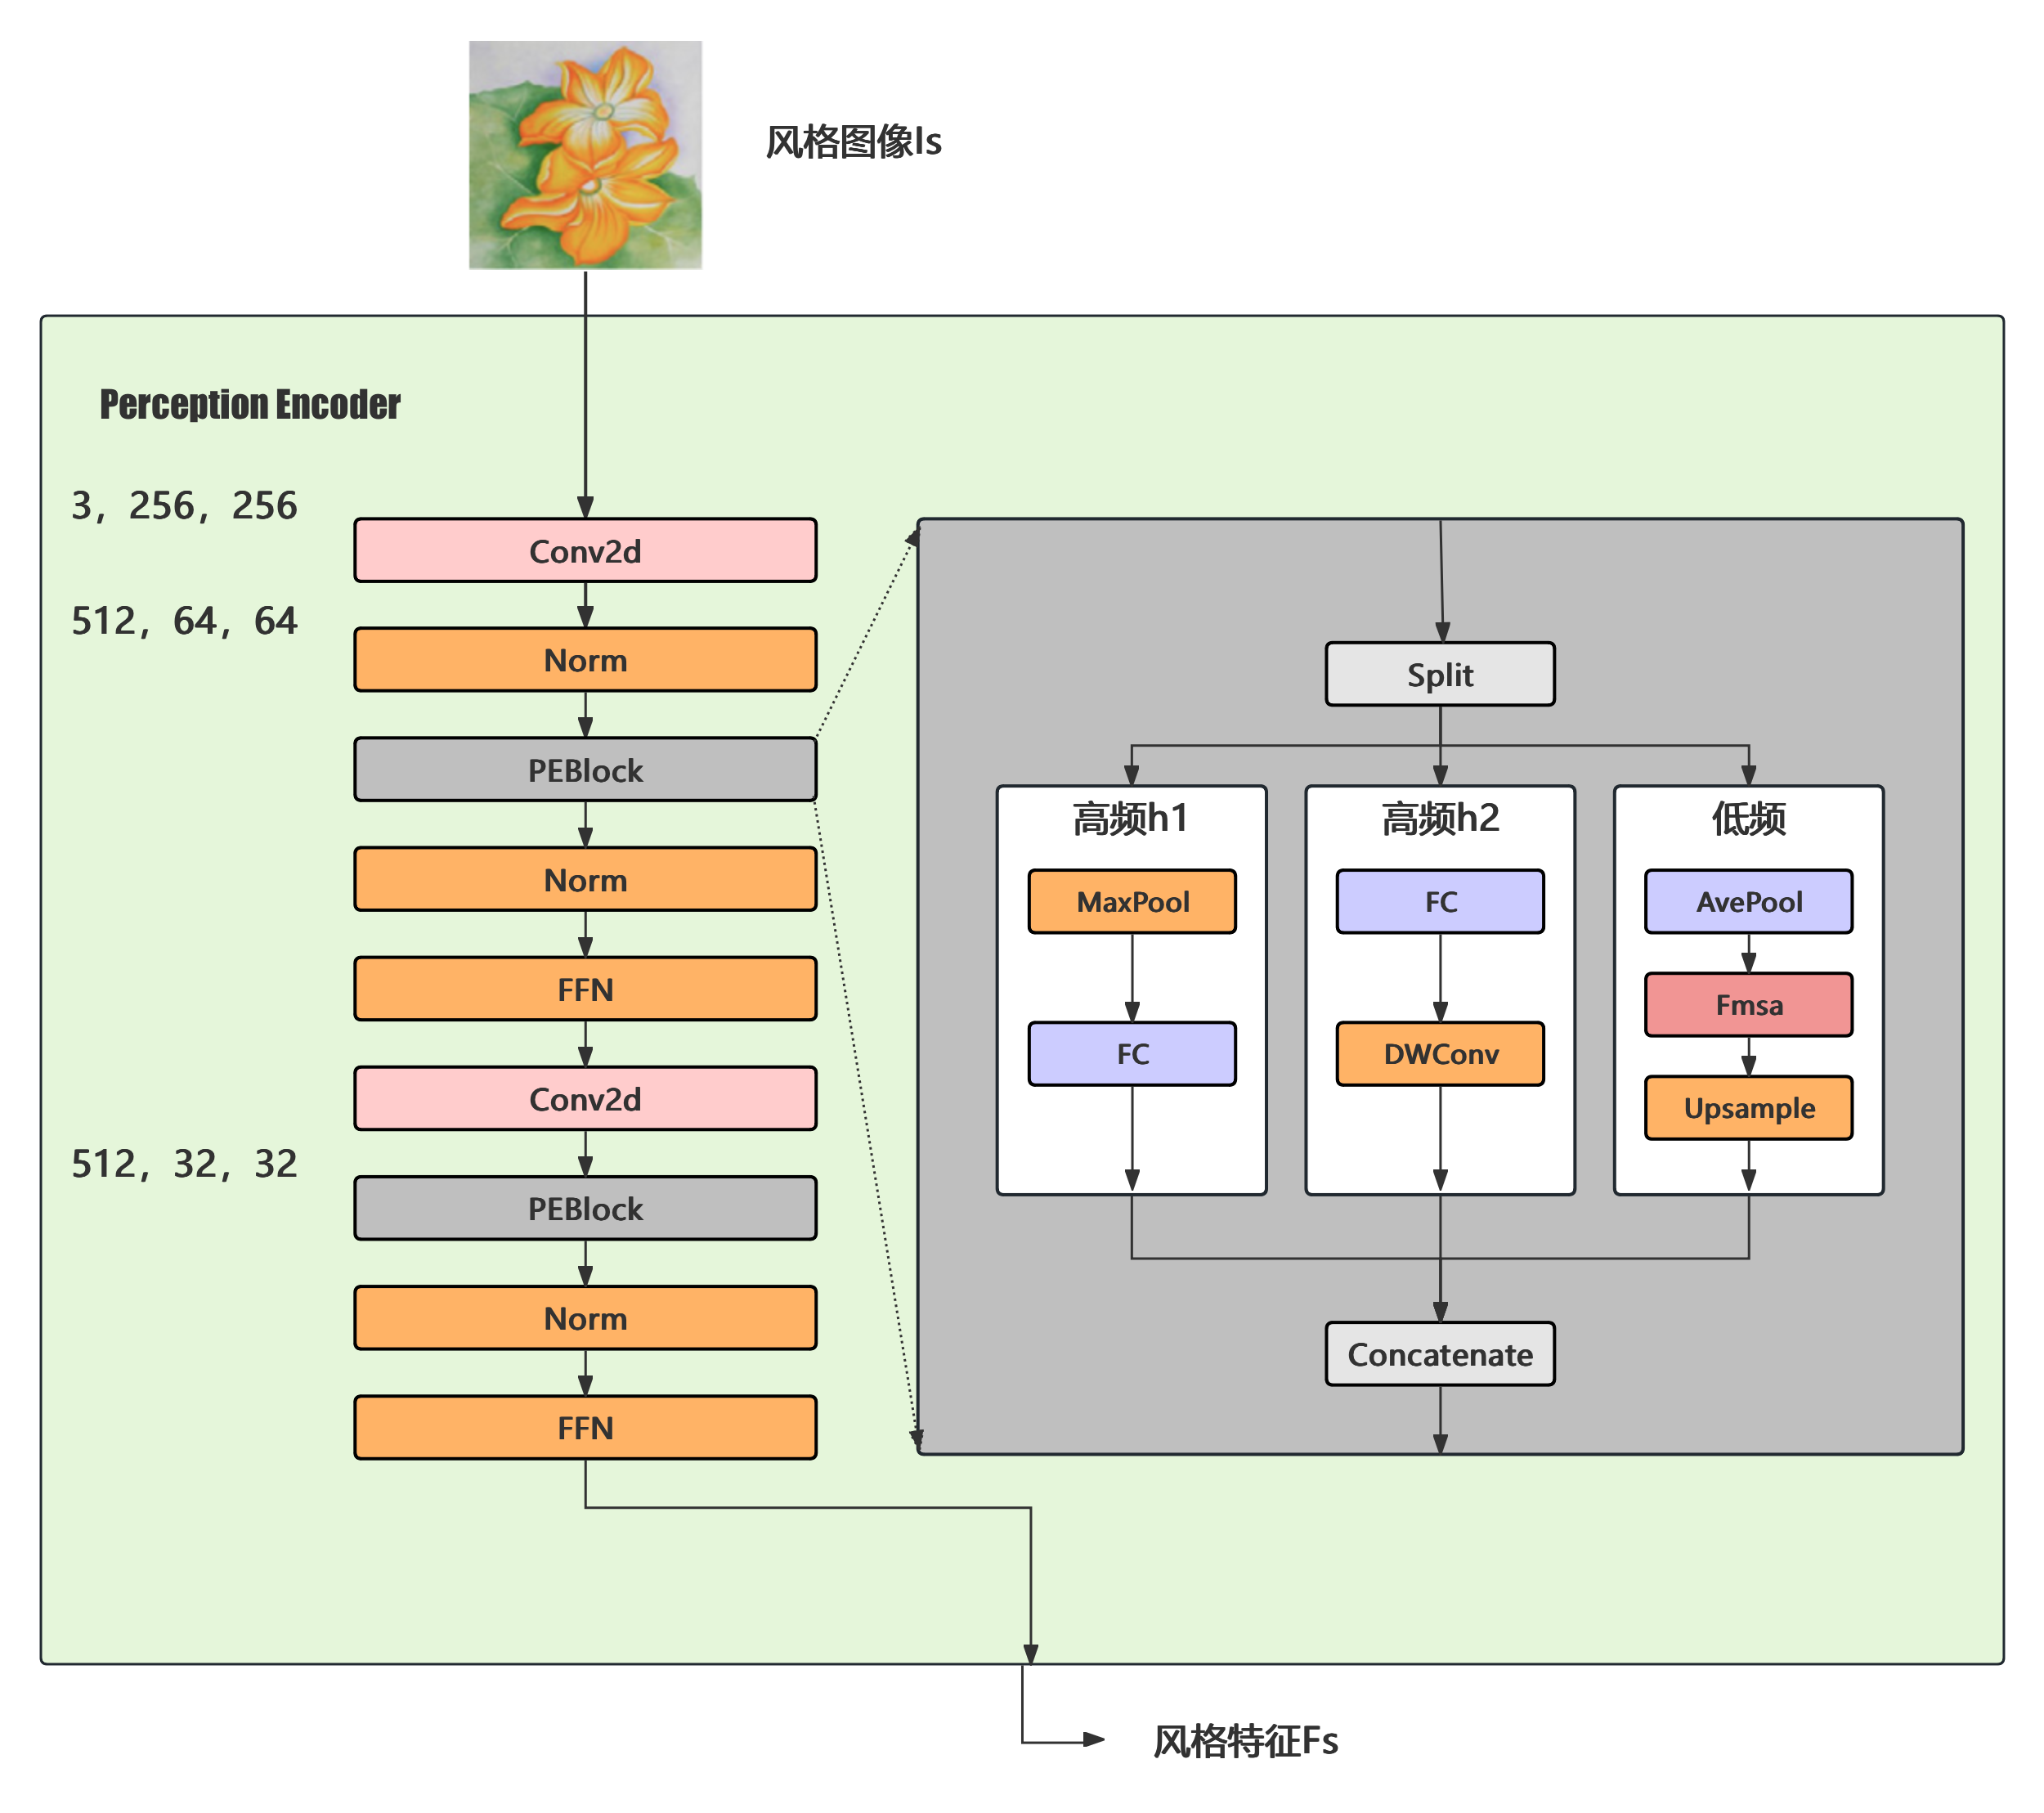 风格图像Is
Perception Encoder
3, 256, 256
Conv2d
512, 64, 64
Norm
PEBlock
Norm
FFN
Conv2d
512, 32, 32
PEBlock
Norm
FFN
Split
高频h1
MaxPool
FC
高频h2
FC
DWConv
低频
AvePool
Fmsa
Upsample
Concatenate
风格特征Fs